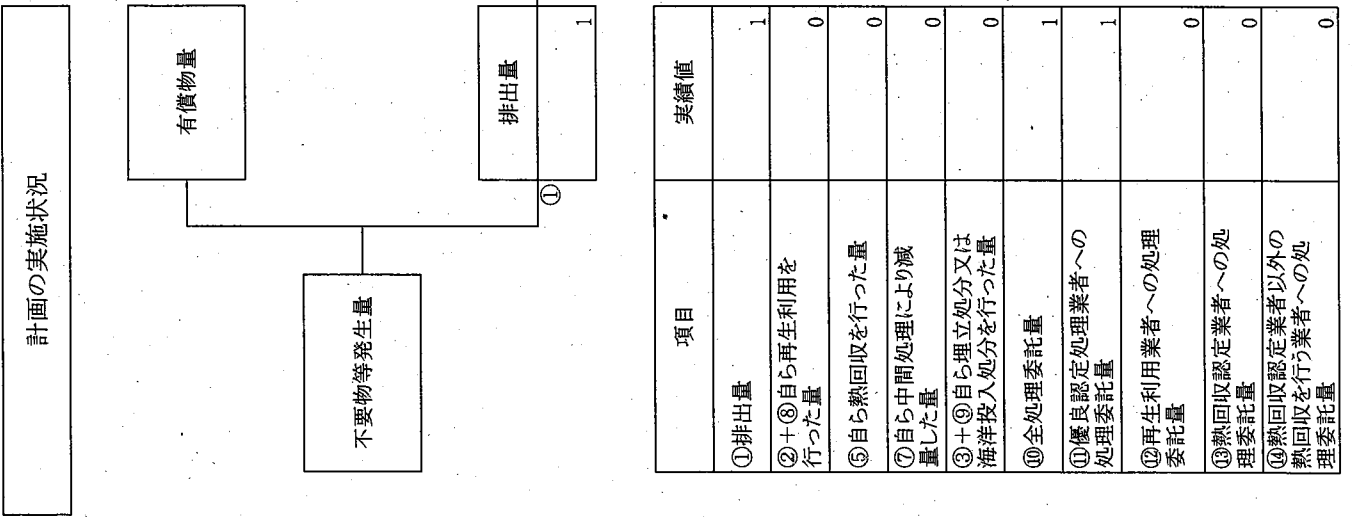 計画の実施状況
有償物量
不要物等発生量
①
排出量
1
項目
実績値
①排出量
1
②＋⑧自ら再生利用を
行った量
0
⑤自ら熱回収を行った量
0
⑦自ら中間処理により減
量した量
0
③＋⑨自ら埋立処分又は
海洋投入処分を行った量
0
⑩全処理委託量
1
⑪優良認定処理業者への
処理委託量
1
⑫再生利用業者への処理
委託量
0
⑬熱回収認定業者への処
理委託量
0
⑭熱回収認定業者以外の
熱回収を行う業者への処
理委託量
0